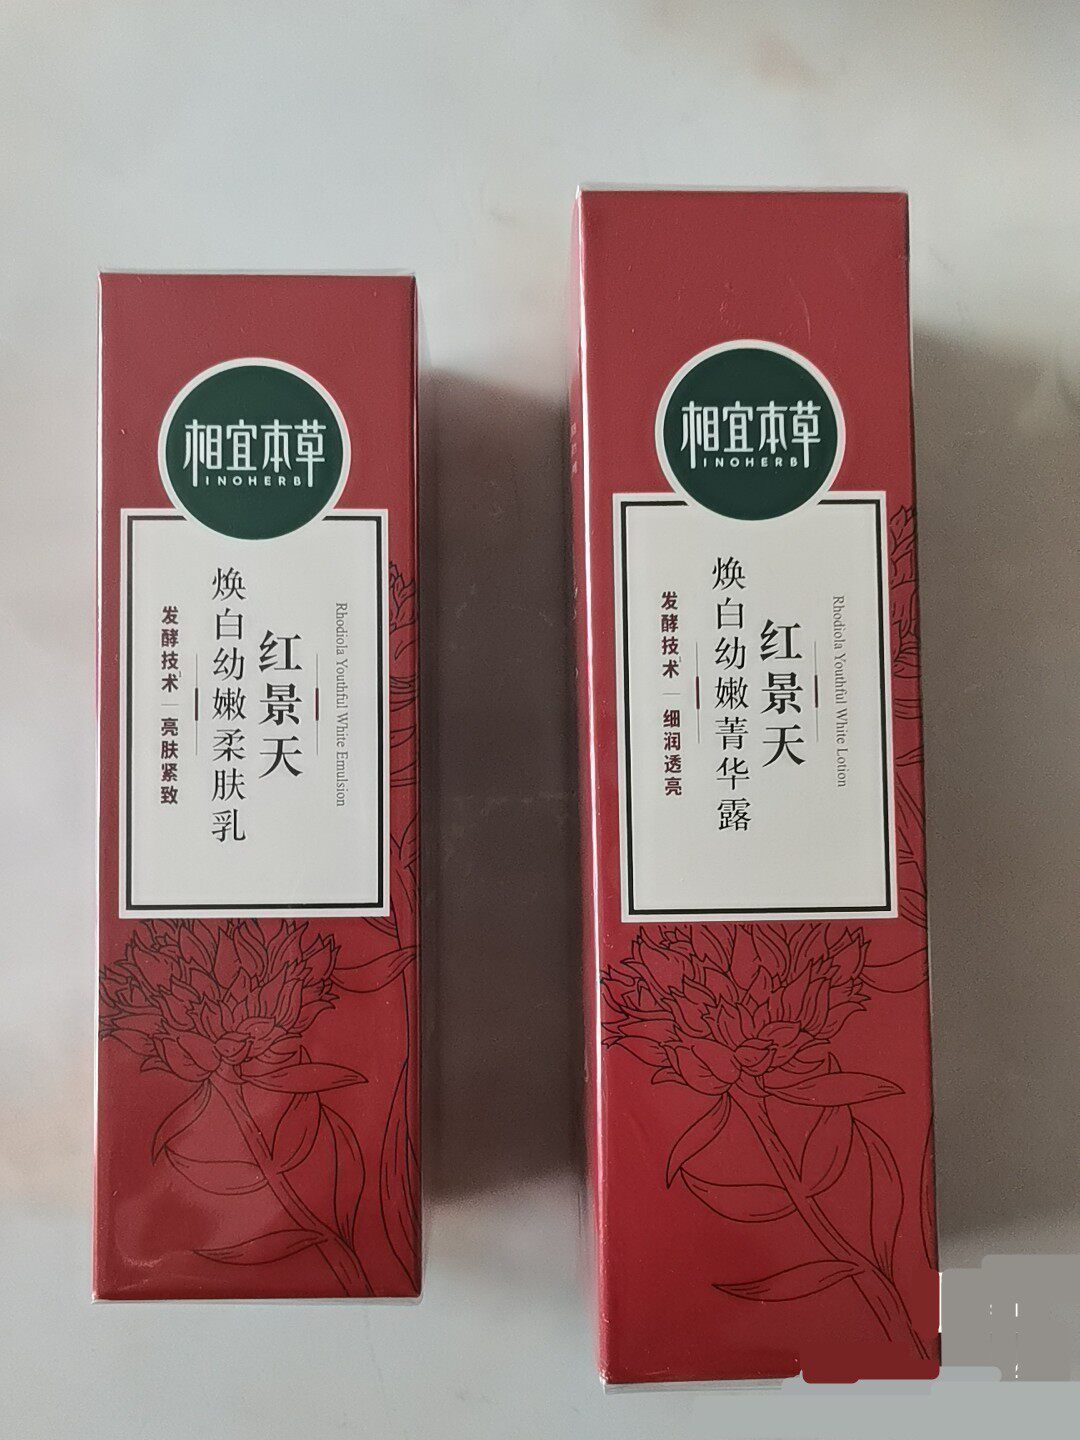 相宜本草
INOHERB
Rhodiola Youthful White Emulsion
红景天
焕白幼嫩柔肤乳
发酵技术 亮肤紧致
相宜本草
INOHERB
Rhodiola Youthful White Lotion
红景天
焕白幼嫩菁华露
发酵技术 细润透亮